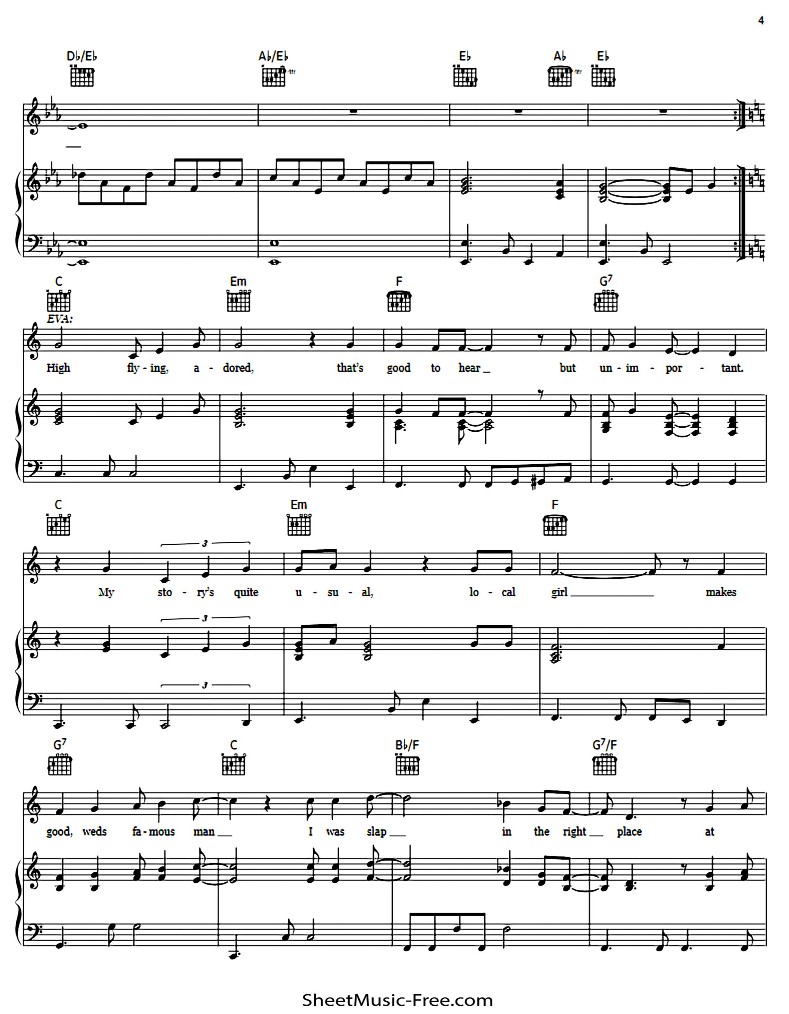 4
D♭/E♭ A♭/E♭ E♭ A♭ E♭
C Em F G7
EVA:
High fly - ing, a - dored, that's good to hear but un - im - por - tant.
3
C Em F
3
My sto - ry's quite u - su - al, lo - cal girl makes
3
3
G7 C B♭/F G7/F
good, weds fa - mous man I was slap in the right place at
SheetMusic-Free.com